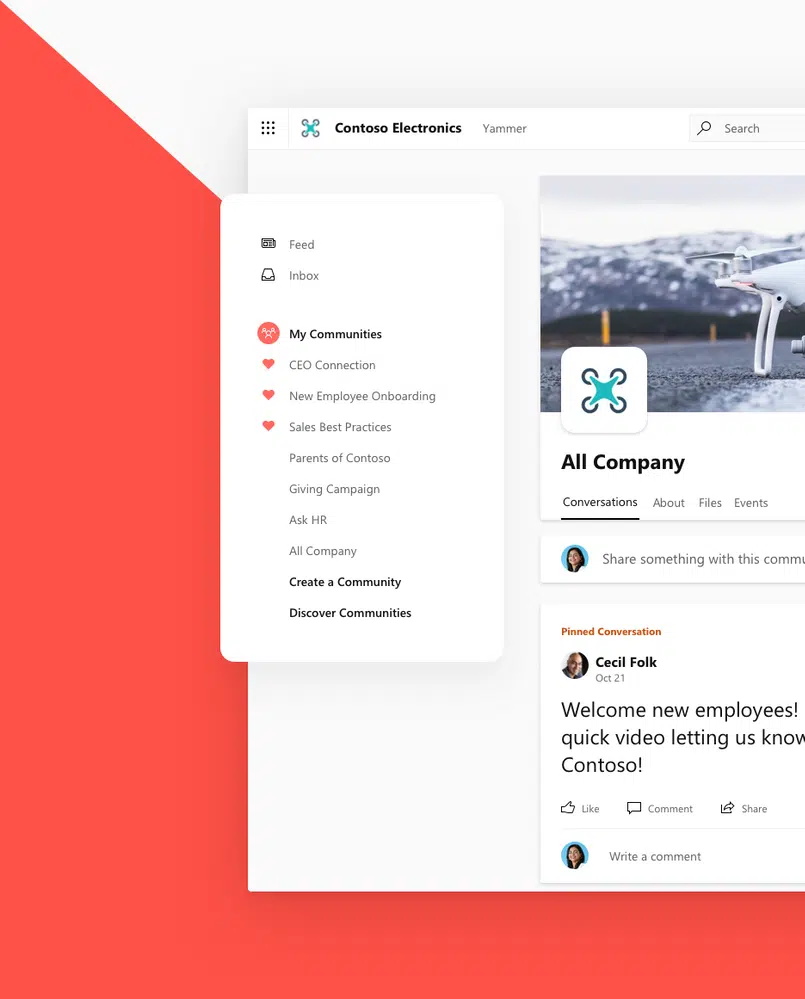 Contoso Electronics
Yammer
Search
Feed
Inbox
My Communities
CEO Connection
New Employee Onboarding
Sales Best Practices
Parents of Contoso
Giving Campaign
Ask HR
All Company
Create a Community
Discover Communities
All Company
Conversations About Files Events
Share something with this commu
Pinned Conversation
Cecil Folk
Oct 21
Welcome new employees!
quick video letting us know
Contoso!
Like Comment Share
Write a comment